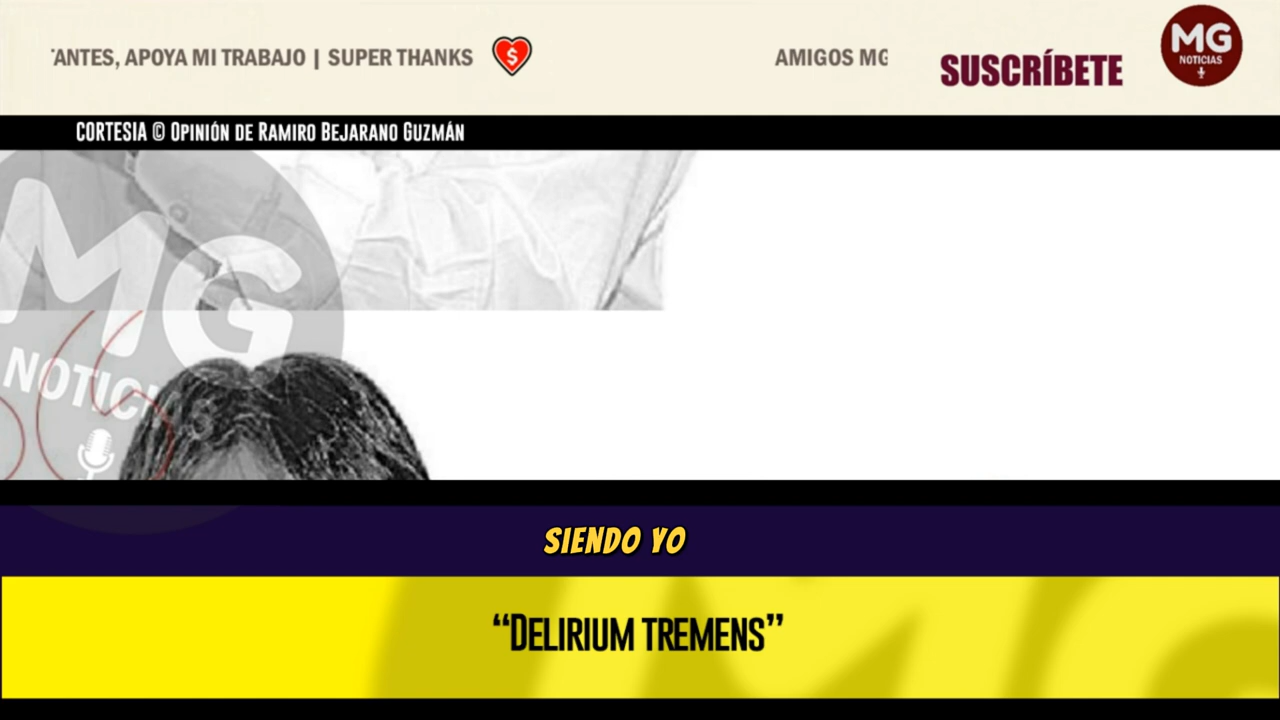 'ANTES, APOYA MI TRABAJO | SUPER THANKS
$
AMIGOS MG
SUSCRÍBETE
MG
NOTICIAS
CORTESIA © OPINIÓN DE RAMIRO BEJARANO GUZMÁN
MG
NOTICI
SIENDO YO
“DELIRIUM TREMENS”